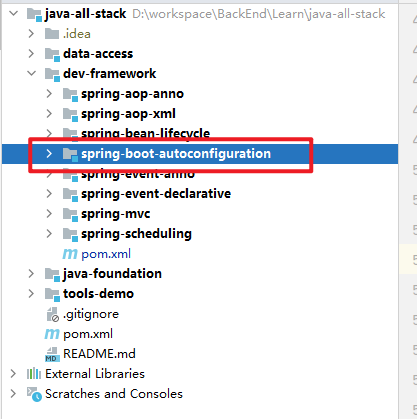 java-all-stack D:\workspace\BackEnd\Learn\java-all-stack
.idea
data-access
dev-framework
spring-aop-anno
spring-aop-xml
spring-bean-lifecycle
spring-boot-autoconfiguration
spring-event-anno
spring-event-declarative
spring-mvc
spring-scheduling
pom.xml
java-foundation
tools-demo
.gitignore
pom.xml
README.md
External Libraries
Scratches and Consoles